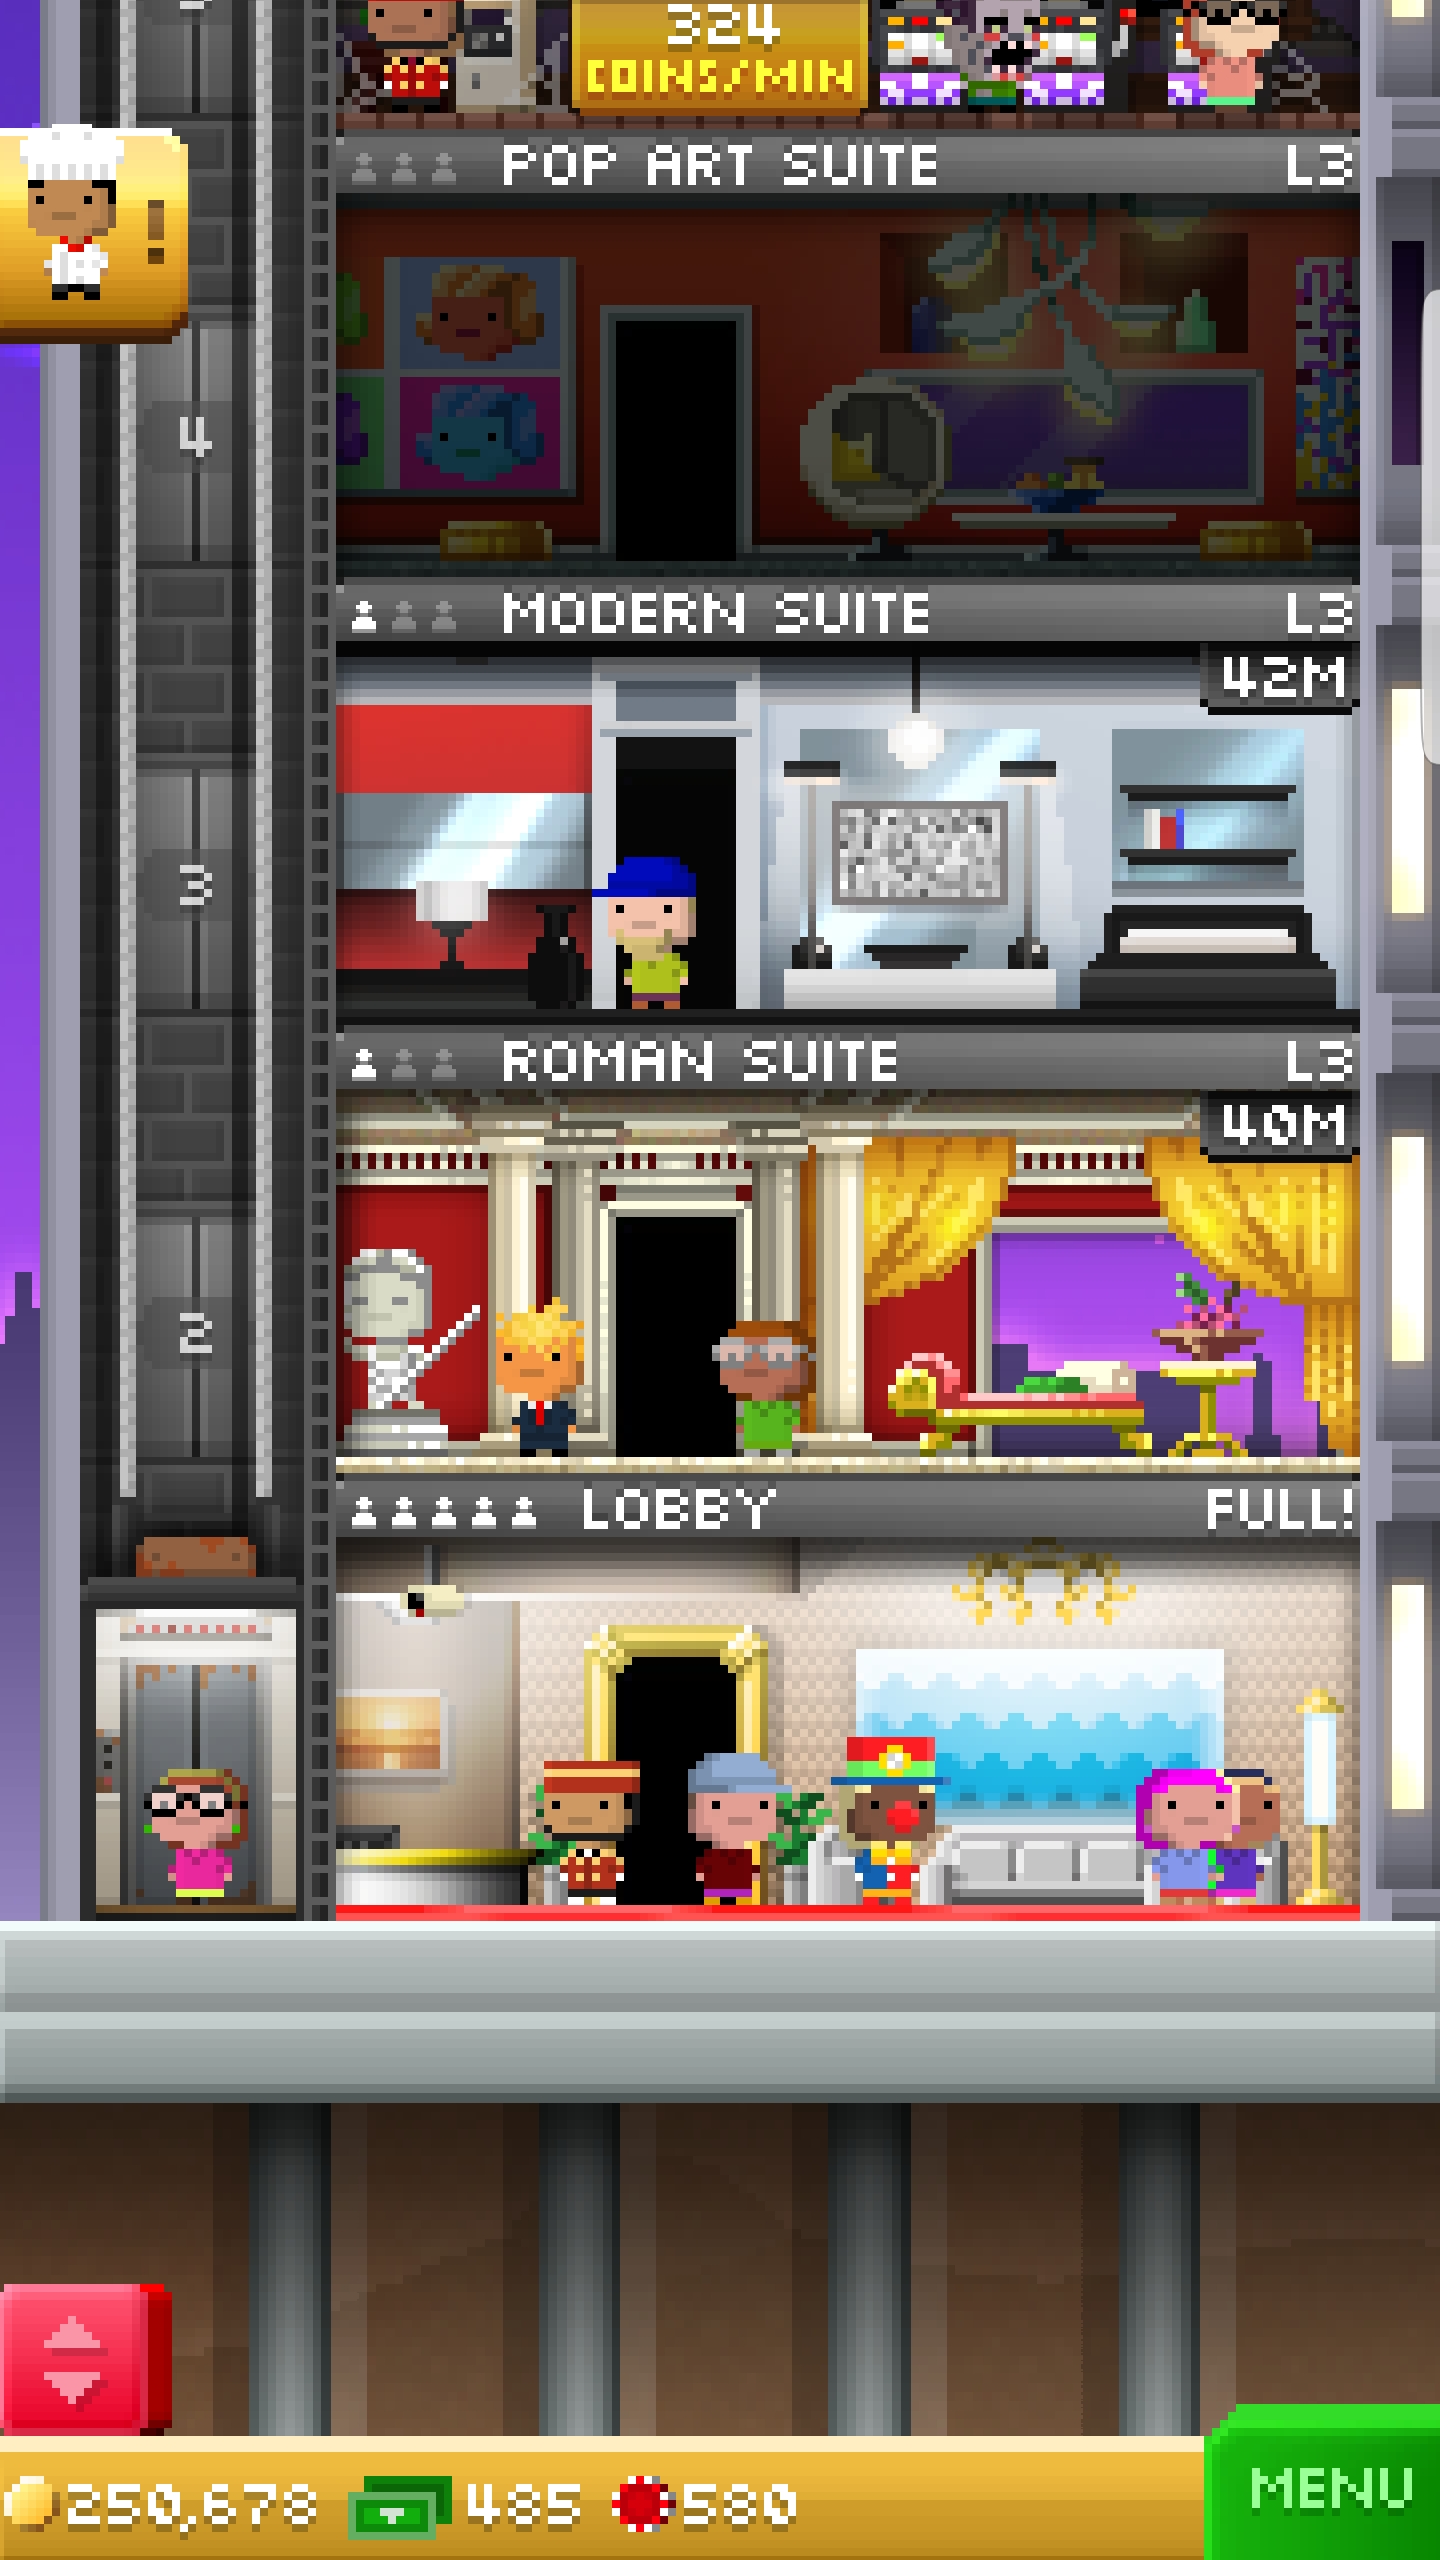 324
COINS/MIN
POP ART SUITE L3
!
4
MODERN SUITE L3
42M
3
ROMAN SUITE L3
40M
2
LOBBY FULL!
250,678 485 580
MENU